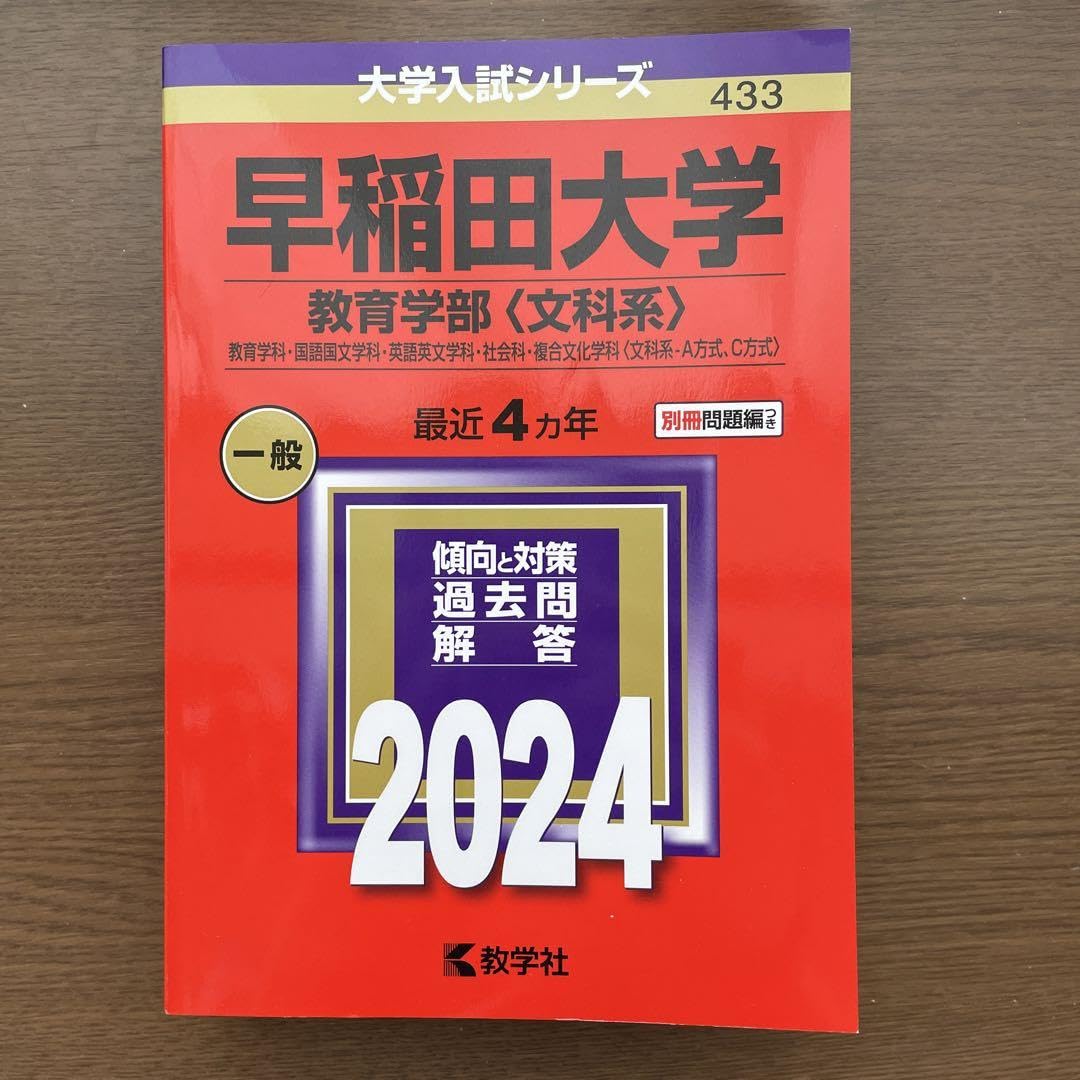 大学入試シリーズ
433
早稲田大学
教育学部〈文科系〉
教育学科・国語国文学科・英語英文学科・社会科・複合文化学科〈文科系-A方式、C方式〉
最近4カ年
別冊問題編つき
一般
傾向と対策
過去問
解答
2024
教学社